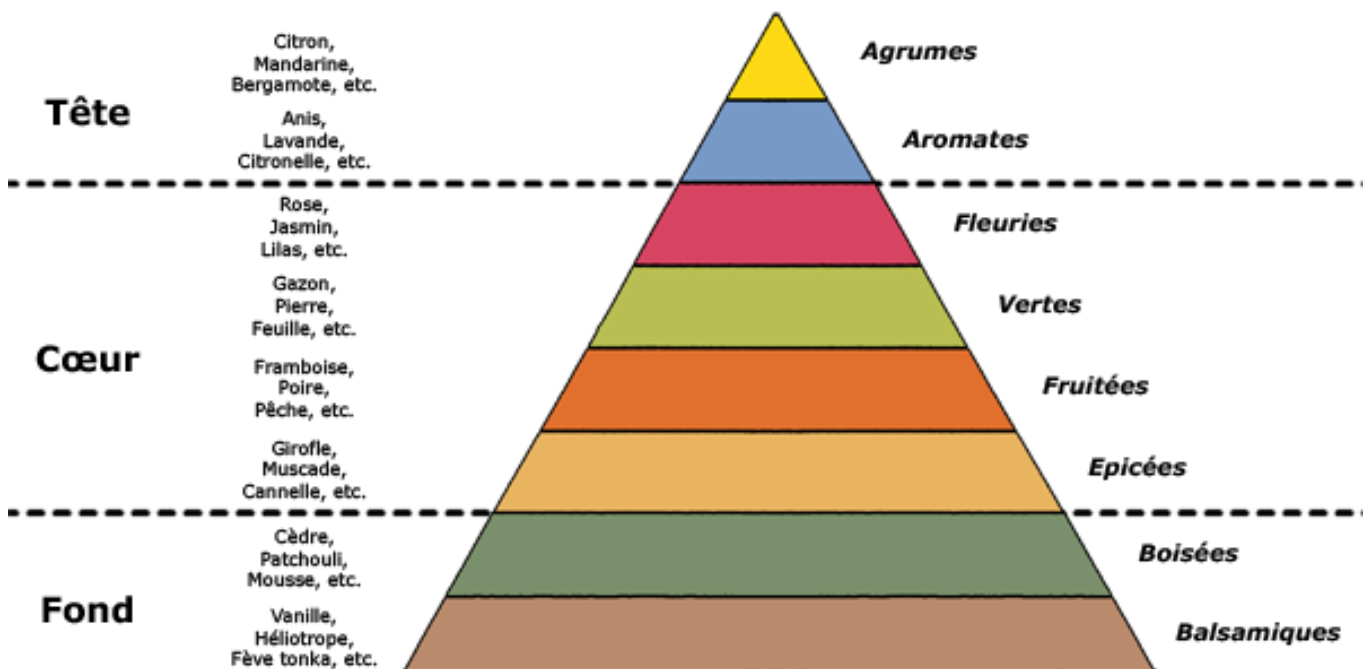 Citron,
Mandarine,
Bergamote, etc.
Agrumes
Tête
Anis,
Lavande,
Citronelle, etc.
Aromates
Rose,
Jasmin,
Lilas, etc.
Fleuries
Gazon,
Pierre,
Feuille, etc.
Vertes
Cœur
Framboise,
Poire,
Pêche, etc.
Fruitées
Girofle,
Muscade,
Cannelle, etc.
Epicées
Cèdre,
Patchouli,
Mousse, etc.
Boisées
Fond
Vanille,
Héliotrope,
Fève tonka, etc.
Balsamiques